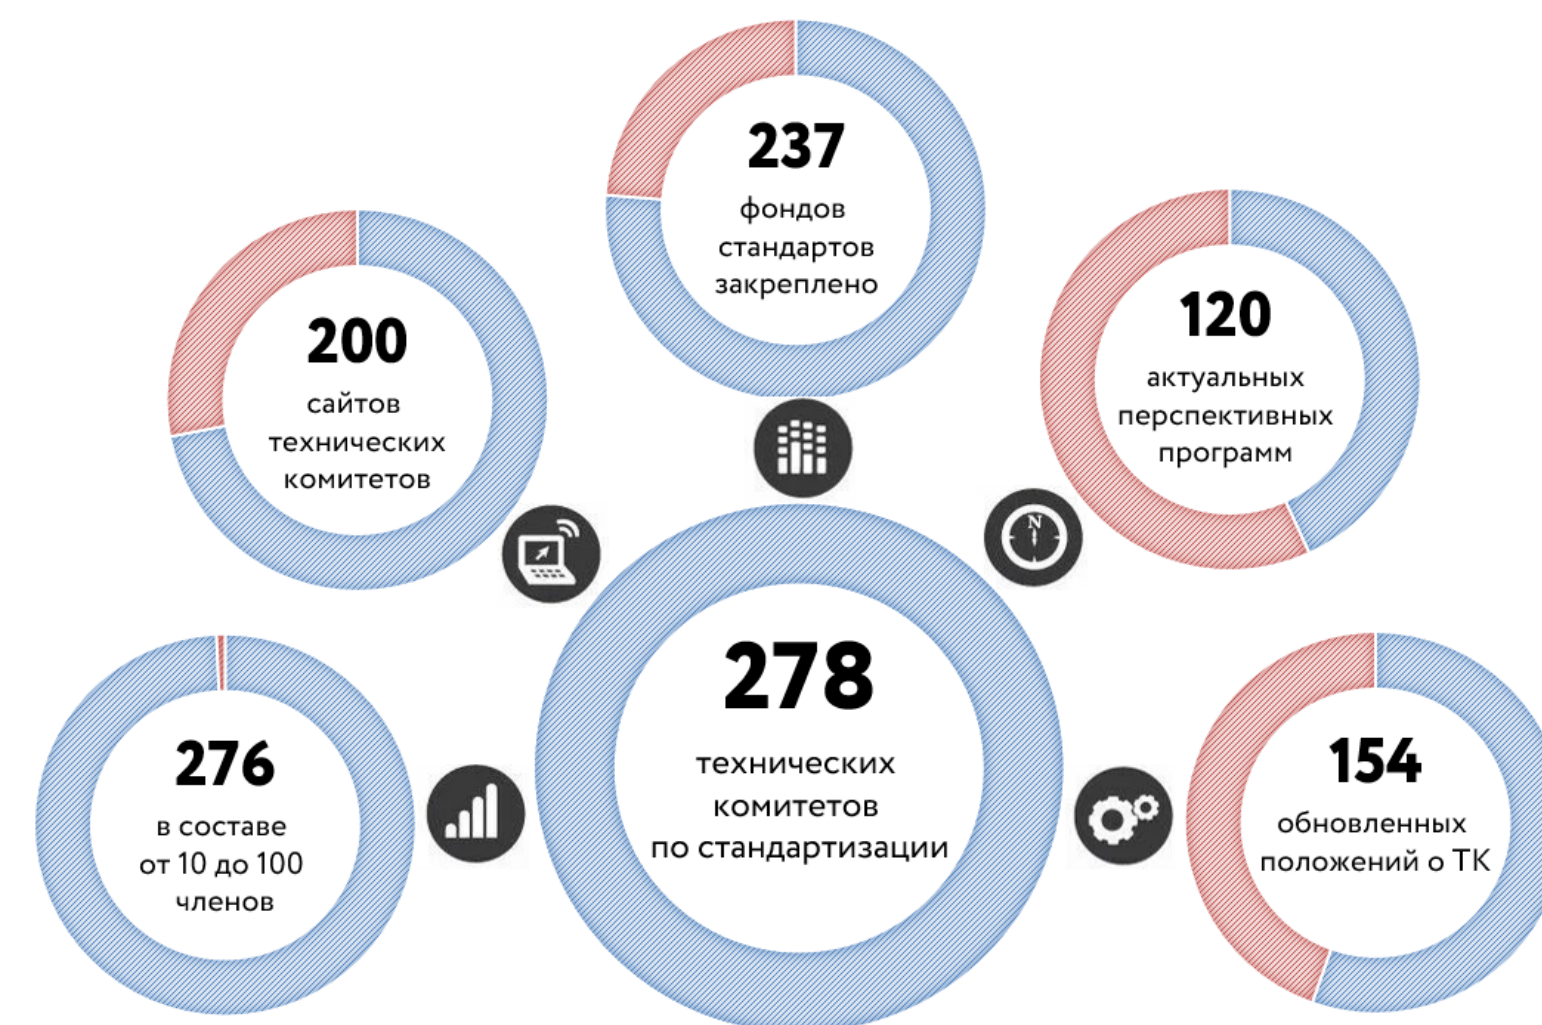 237
фондов
стандартов
закреплено
200
сайтов
технических
комитетов
120
актуальных
перспективных
программ
N
278
технических
комитетов
по стандартизации
276
в составе
от 10 до 100
членов
154
обновленных
положений о ТК